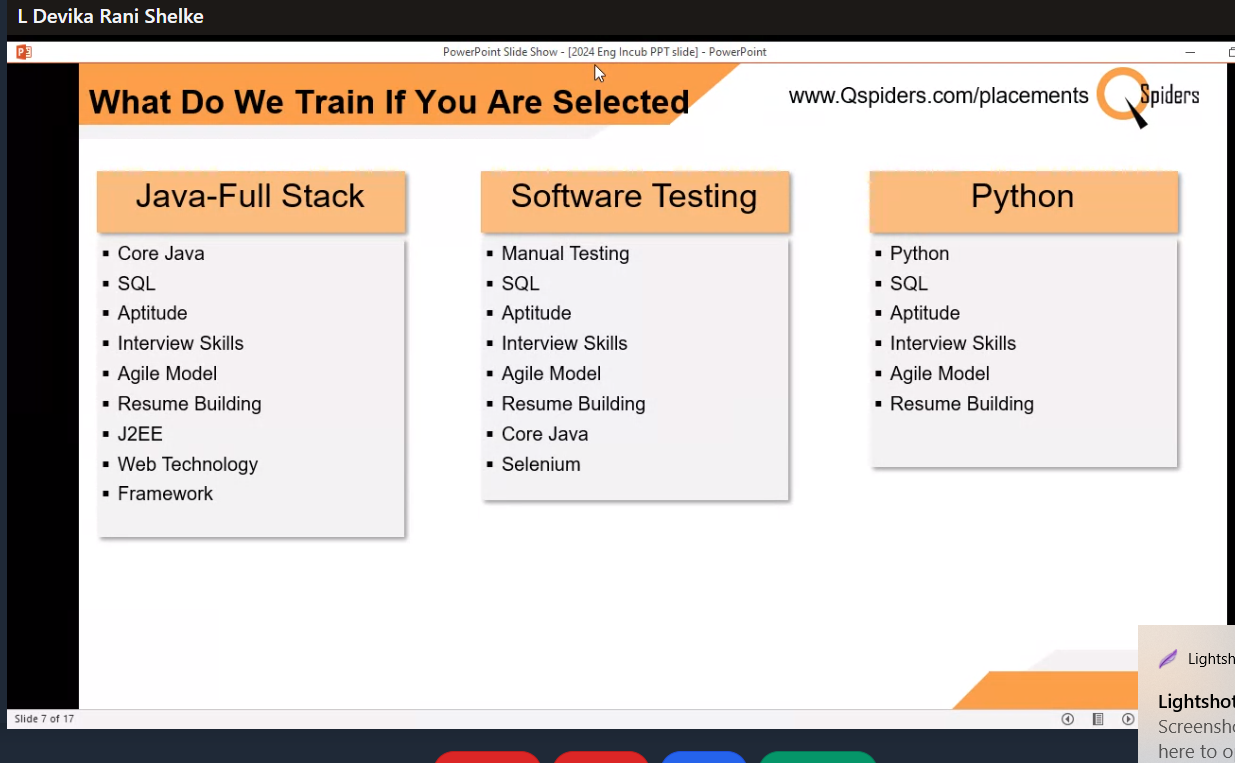 L Devika Rani Shelke
PowerPoint Slide Show - [2024 Eng Incub PPT slide] - PowerPoint
What Do We Train If You Are Selected
www.Qspiders.com/placements
Spiders
Java-Full Stack
▪ Core Java
▪ SQL
▪ Aptitude
▪ Interview Skills
▪ Agile Model
▪ Resume Building
▪ J2EE
▪ Web Technology
▪ Framework
Software Testing
▪ Manual Testing
▪ SQL
▪ Aptitude
▪ Interview Skills
▪ Agile Model
▪ Resume Building
▪ Core Java
▪ Selenium
Python
▪ Python
▪ SQL
▪ Aptitude
▪ Interview Skills
▪ Agile Model
▪ Resume Building
Slide 7 of 17
Lightsh
Lightshot
Screensho
here to o